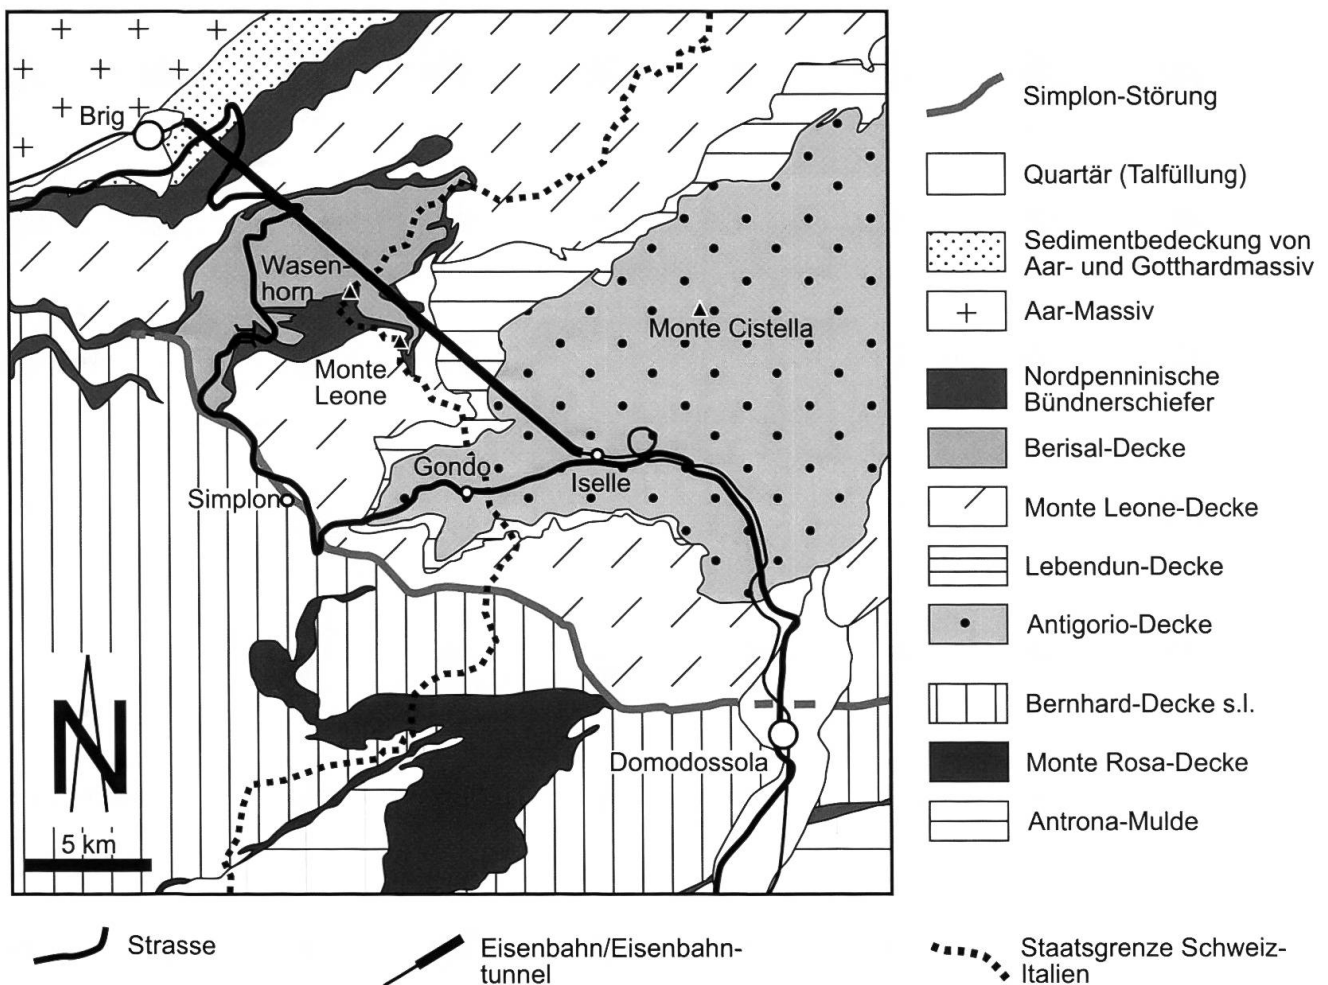 Brig
Wasen-
horn
Monte Cistella
Monte
Leone
Gondo
Iselle
Simplon
Domodossola
N
5 km
Simplon-Störung
Quartär (Talfüllung)
Sedimentbedeckung von
Aar- und Gotthardmassiv
Aar-Massiv
Nordpenninische
Bündnerschiefer
Berisal-Decke
Monte Leone-Decke
Lebendun-Decke
Antigorio-Decke
Bernhard-Decke s.l.
Monte Rosa-Decke
Antrona-Mulde
Strasse
Eisenbahn/Eisenbahn-
tunnel
Staatsgrenze Schweiz-
Italien